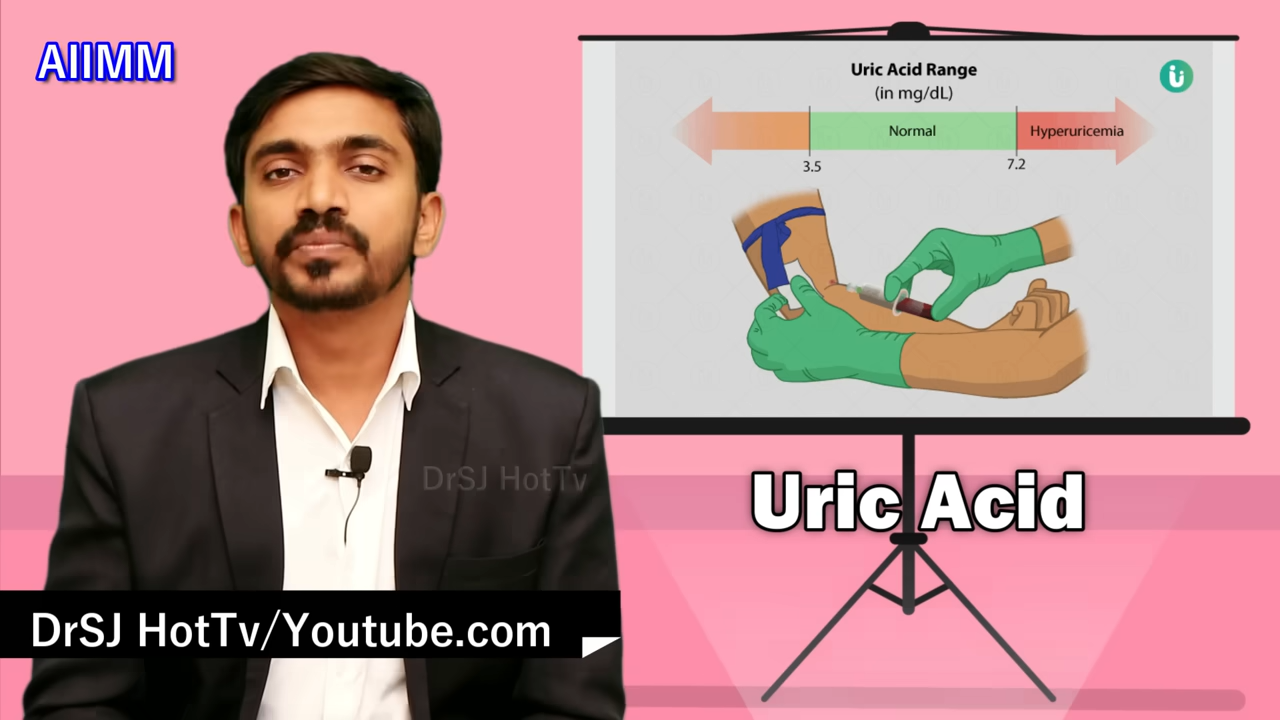 AIIMM
Uric Acid Range
(in mg/dL)
Normal
Hyperuricemia
3.5
7.2
DrSJ HotTv
Uric Acid
DrSJ HotTv/Youtube.com